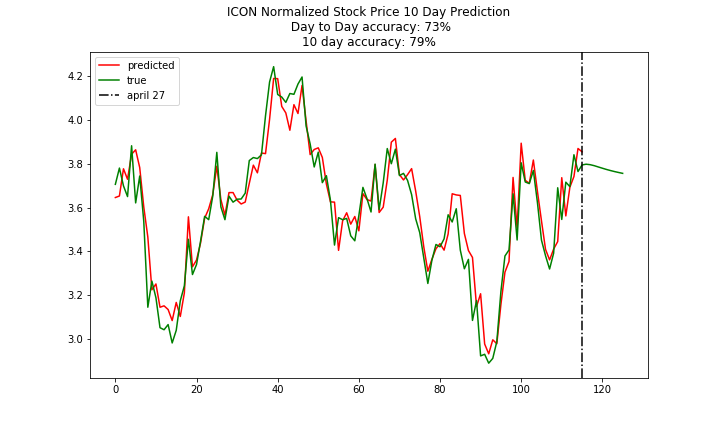 ICON Normalized Stock Price 10 Day Prediction
Day to Day accuracy: 73%
10 day accuracy: 79%
predicted
true
april 27
4.2
4.0
3.8
3.6
3.4
3.2
3.0
0 20 40 60 80 100 120